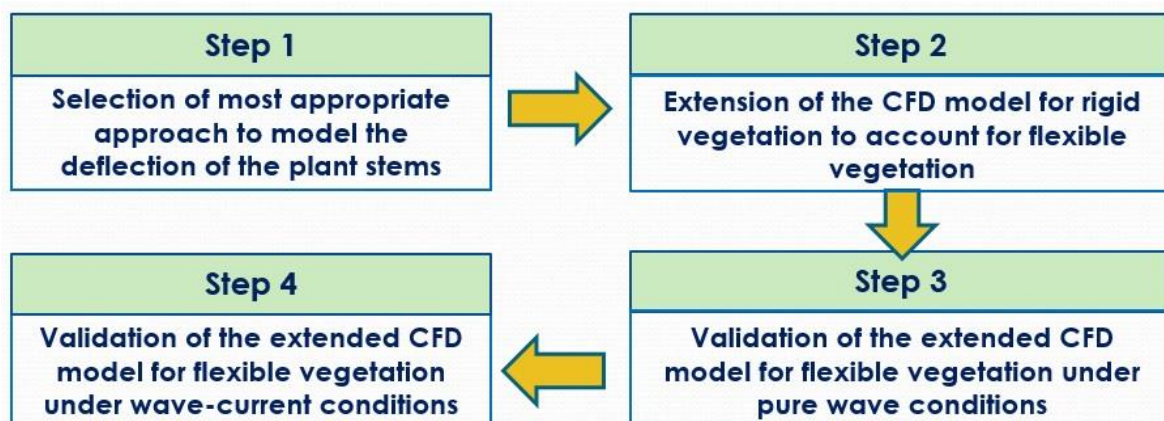 Step 1
Selection of most appropriate
approach to model the
deflection of the plant stems
Step 2
Extension of the CFD model for rigid
vegetation to account for flexible
vegetation
Step 3
Validation of the extended CFD
model for flexible vegetation under
pure wave conditions
Step 4
Validation of the extended CFD
model for flexible vegetation
under wave-current conditions